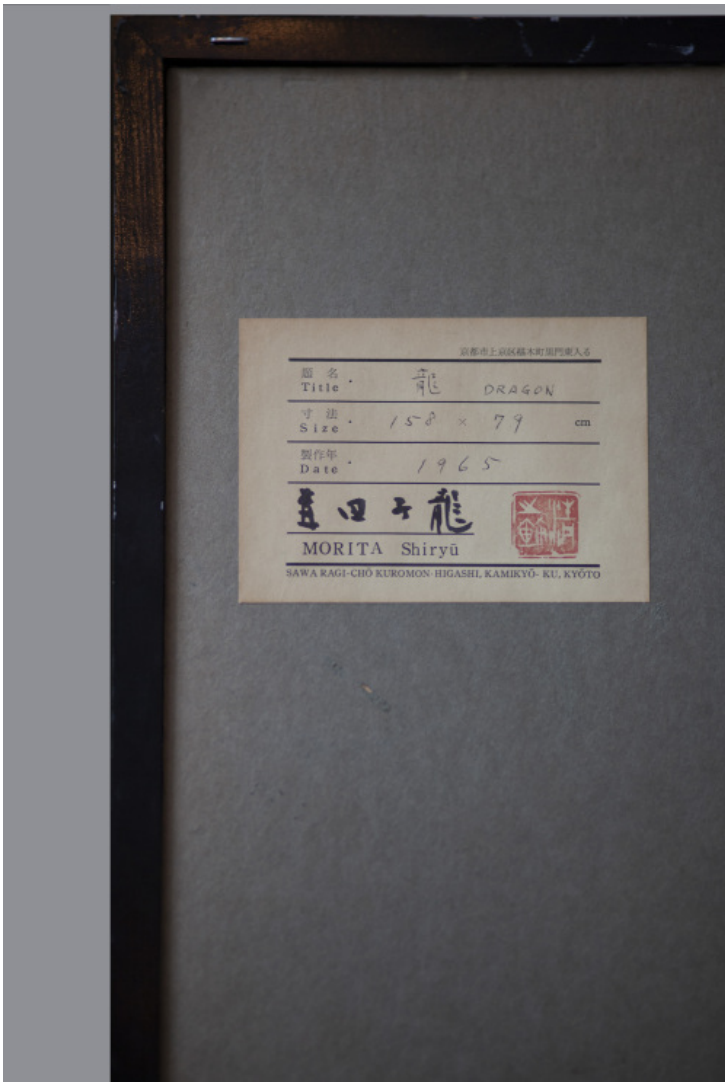 京都市上京区椹木町黒門東入る
題名
Title · 龍 DRAGON
寸法
Size · 158 × 79 cm
製作年
Date · 1965
森田子龍
MORITA Shiryū
SAWA RAGI-CHŌ KUROMON-HIGASHI, KAMIKYŌ- KU, KYŌTO